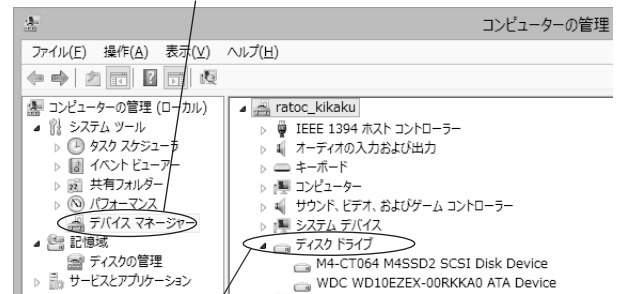 コンピューターの管理
ファイル(F) 操作(A) 表示(V) ヘルプ(H)
コンピューターの管理 (ローカル)
システム ツール
タスク スケジューラ
イベント ビューアー
共有フォルダー
パフォーマンス
デバイス マネージャー
記憶域
ディスクの管理
サービスとアプリケーション
ratoc_kikaku
IEEE 1394 ホスト コントローラー
オーディオの入力および出力
キーボード
コンピューター
サウンド、ビデオ、およびゲーム コントローラー
システム デバイス
ディスク ドライブ
M4-CT064 M4SSD2 SCSI Disk Device
WDC WD10EZEX-00RKKA0 ATA Device